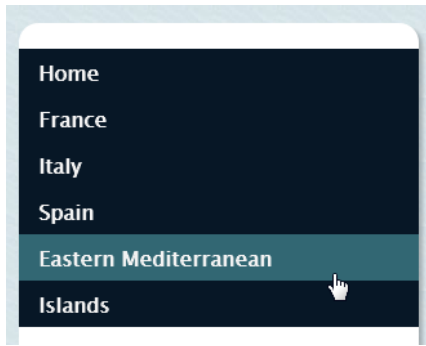 Home
France
Italy
Spain
Eastern Mediterranean
Islands